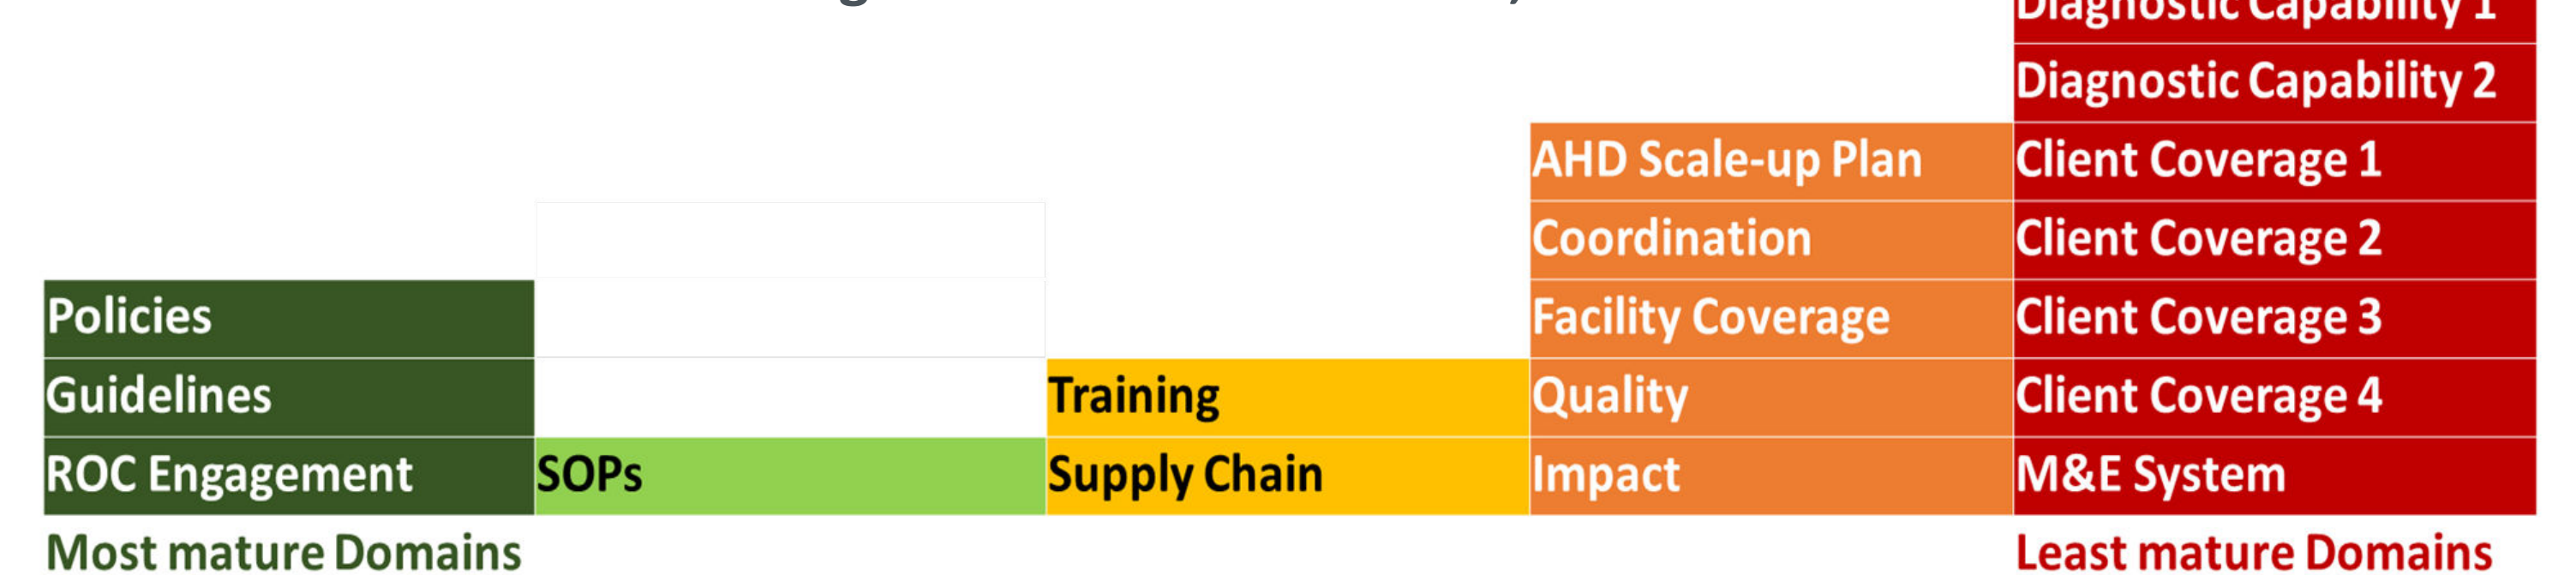 Diagnostic Capability 1
Diagnostic Capability 2
AHD Scale-up Plan
Client Coverage 1
Coordination
Client Coverage 2
Policies
Facility Coverage
Client Coverage 3
Guidelines
Training
Quality
Client Coverage 4
ROC Engagement
SOPs
Supply Chain
Impact
M&E System
Most mature Domains
Least mature Domains